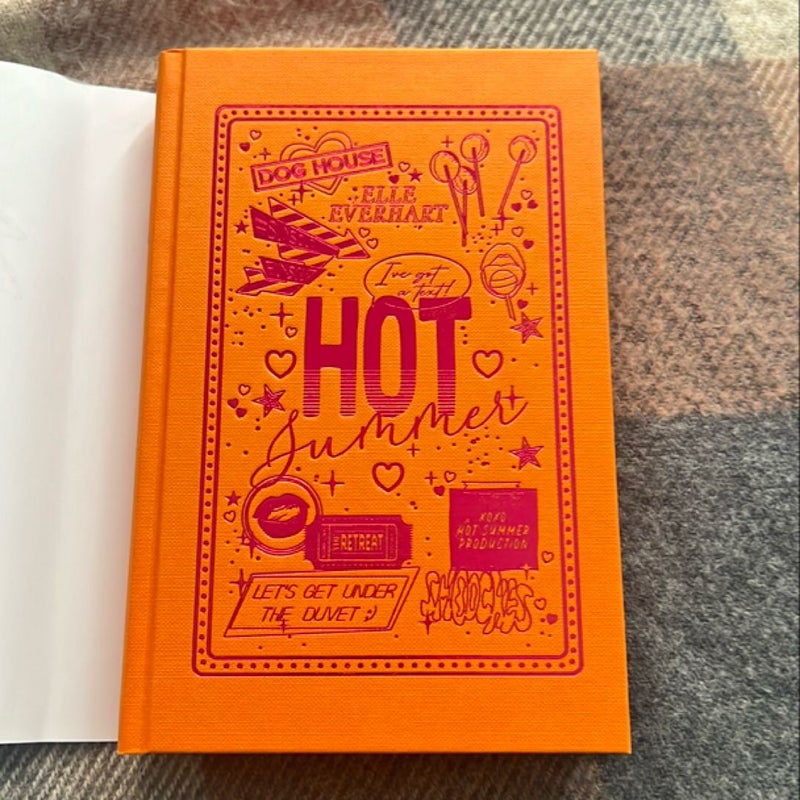 DOG HOUSE
ELLE
EVERHART
I've got
a text!
HOT
Summer
THE RETREAT
XOXO
HOT SUMMER
PRODUCTION
LET'S GET UNDER
THE DUVET ;)